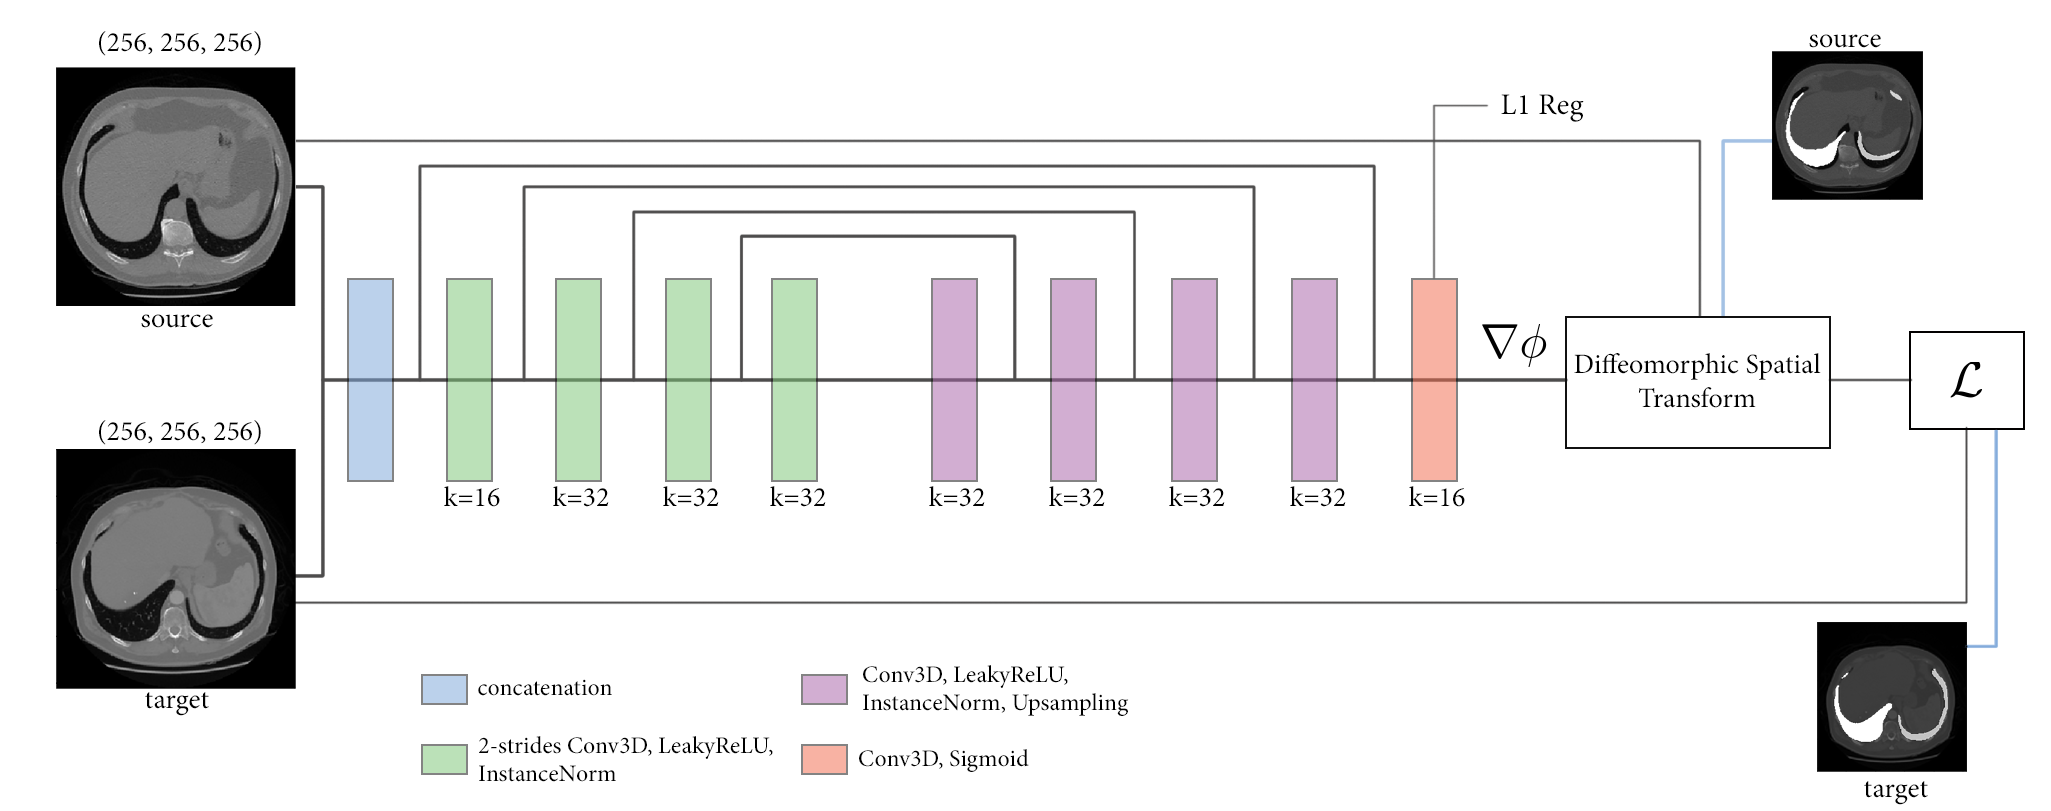 (256, 256, 256)
source
source
L1 Reg
∇ϕ
Diffeomorphic Spatial
Transform
ℒ
(256, 256, 256)
k=16
k=32
k=32
k=32
k=32
k=32
k=32
k=32
k=16
target
concatenation
2-strides Conv3D, LeakyReLU,
InstanceNorm
Conv3D, LeakyReLU,
InstanceNorm, Upsampling
Conv3D, Sigmoid
target